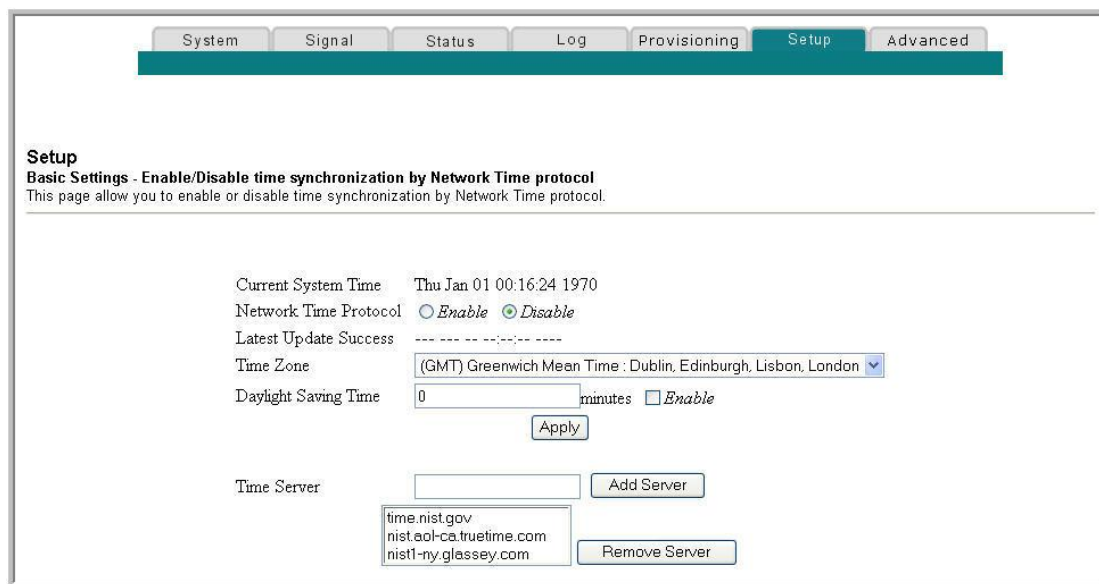 System Signal Status Log Provisioning Setup Advanced
Setup
Basic Settings - Enable/Disable time synchronization by Network Time protocol
This page allow you to enable or disable time synchronization by Network Time protocol.
Current System Time Thu Jan 01 00:16:24 1970
Network Time Protocol Enable Disable
Latest Update Success --- --- -- --:--:-- ----
Time Zone (GMT) Greenwich Mean Time : Dublin, Edinburgh, Lisbon, London
Daylight Saving Time 0 minutes Enable
Apply
Time Server Add Server
time.nist.gov
nist.aol-ca.truetime.com
nist1-ny.glassey.com Remove Server